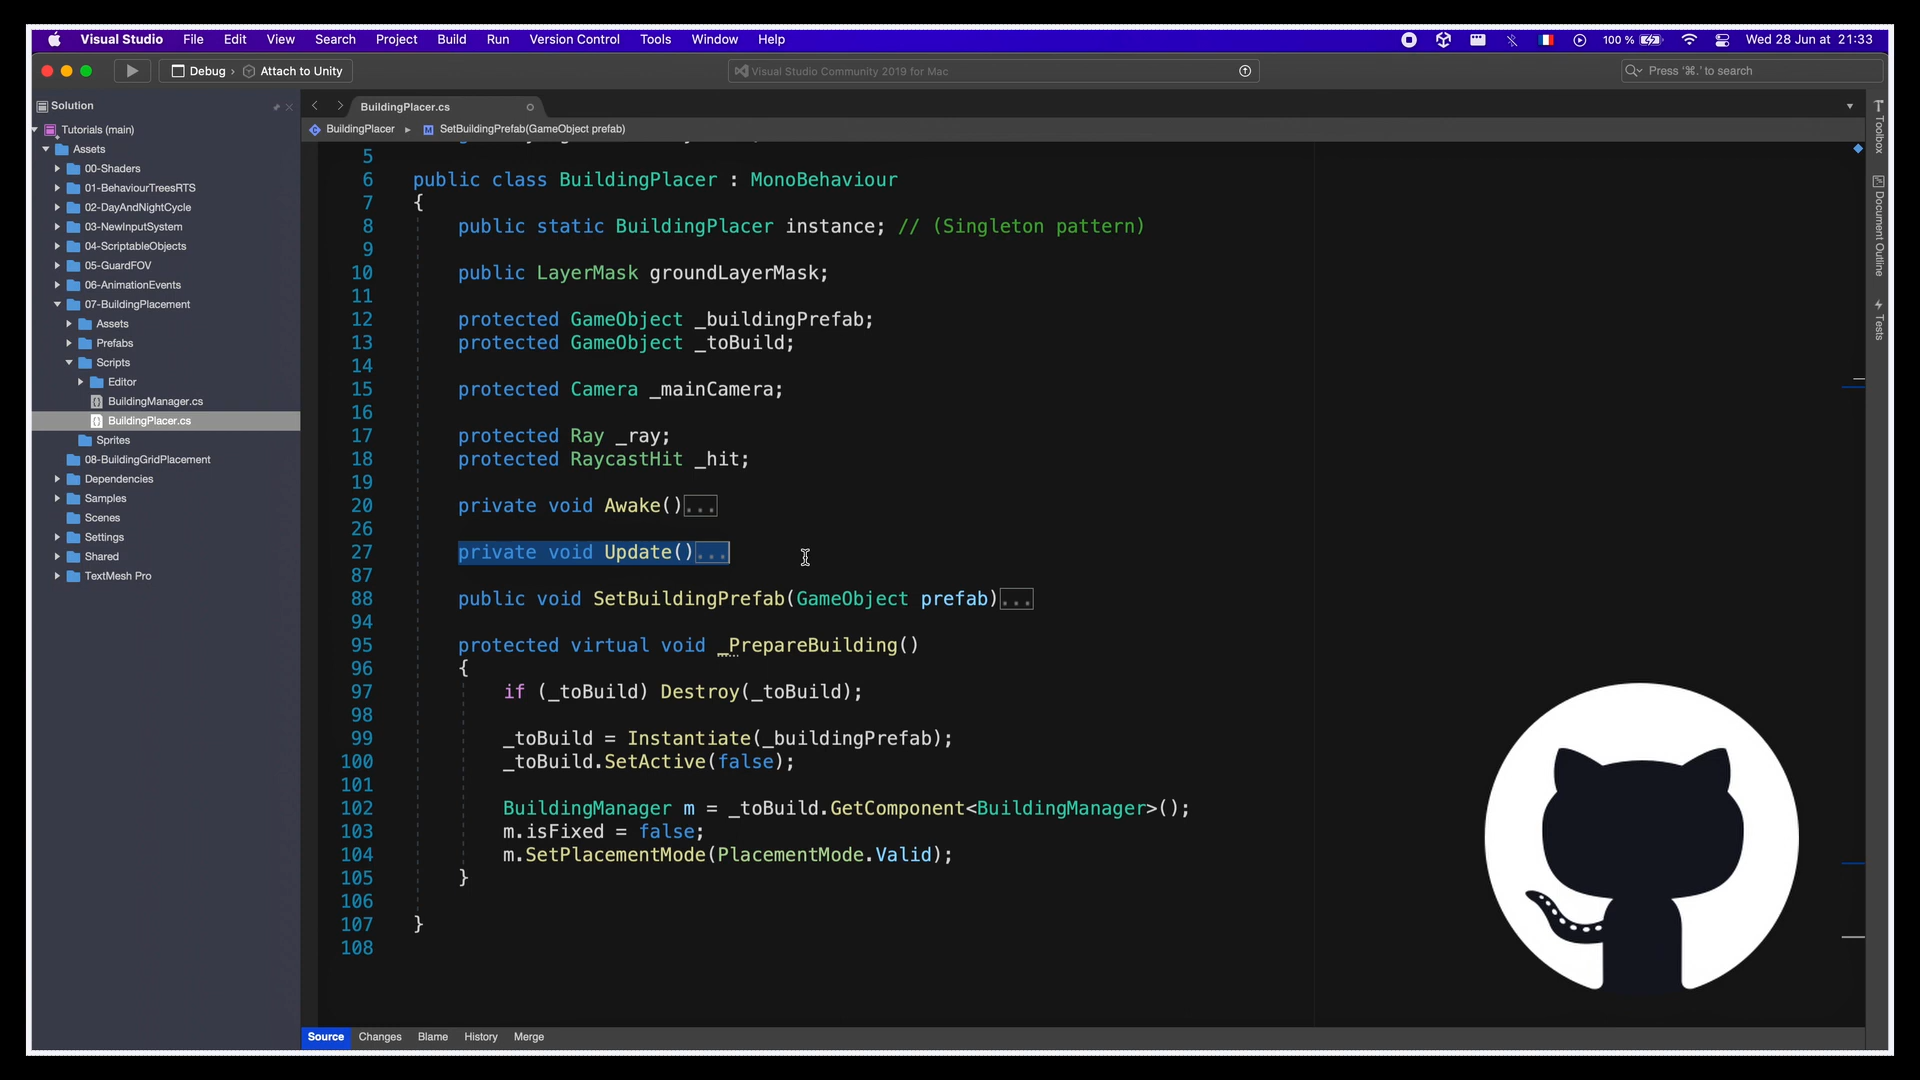 Visual Studio File Edit View Search Project Build Run Version Control Tools Window Help 100 % Wed 28 Jun at 21:33
Debug › Attach to Unity Visual Studio Community 2019 for Mac Press '⌘.' to search
Solution
Tutorials (main)
Assets
00-Shaders
01-BehaviourTreesRTS
02-DayAndNightCycle
03-NewInputSystem
04-ScriptableObjects
05-GuardFOV
06-AnimationEvents
07-BuildingPlacement
Assets
Prefabs
Scripts
Editor
BuildingManager.cs
BuildingPlacer.cs
Sprites
08-BuildingGridPlacement
Dependencies
Samples
Scenes
Settings
Shared
TextMesh Pro
BuildingPlacer.cs
BuildingPlacer ▸ SetBuildingPrefab(GameObject prefab)
5
6 public class BuildingPlacer : MonoBehaviour
7 {
8 public static BuildingPlacer instance; // (Singleton pattern)
9
10 public LayerMask groundLayerMask;
11
12 protected GameObject _buildingPrefab;
13 protected GameObject _toBuild;
14
15 protected Camera _mainCamera;
16
17 protected Ray _ray;
18 protected RaycastHit _hit;
19
20 private void Awake()...
26
27 private void Update()...
87
88 public void SetBuildingPrefab(GameObject prefab)...
94
95 protected virtual void _PrepareBuilding()
96 {
97 if (_toBuild) Destroy(_toBuild);
98
99 _toBuild = Instantiate(_buildingPrefab);
100 _toBuild.SetActive(false);
101
102 BuildingManager m = _toBuild.GetComponent<BuildingManager>();
103 m.isFixed = false;
104 m.SetPlacementMode(PlacementMode.Valid);
105 }
106
107 }
108
Source Changes Blame History Merge
Toolbox
Document Outline
Tests